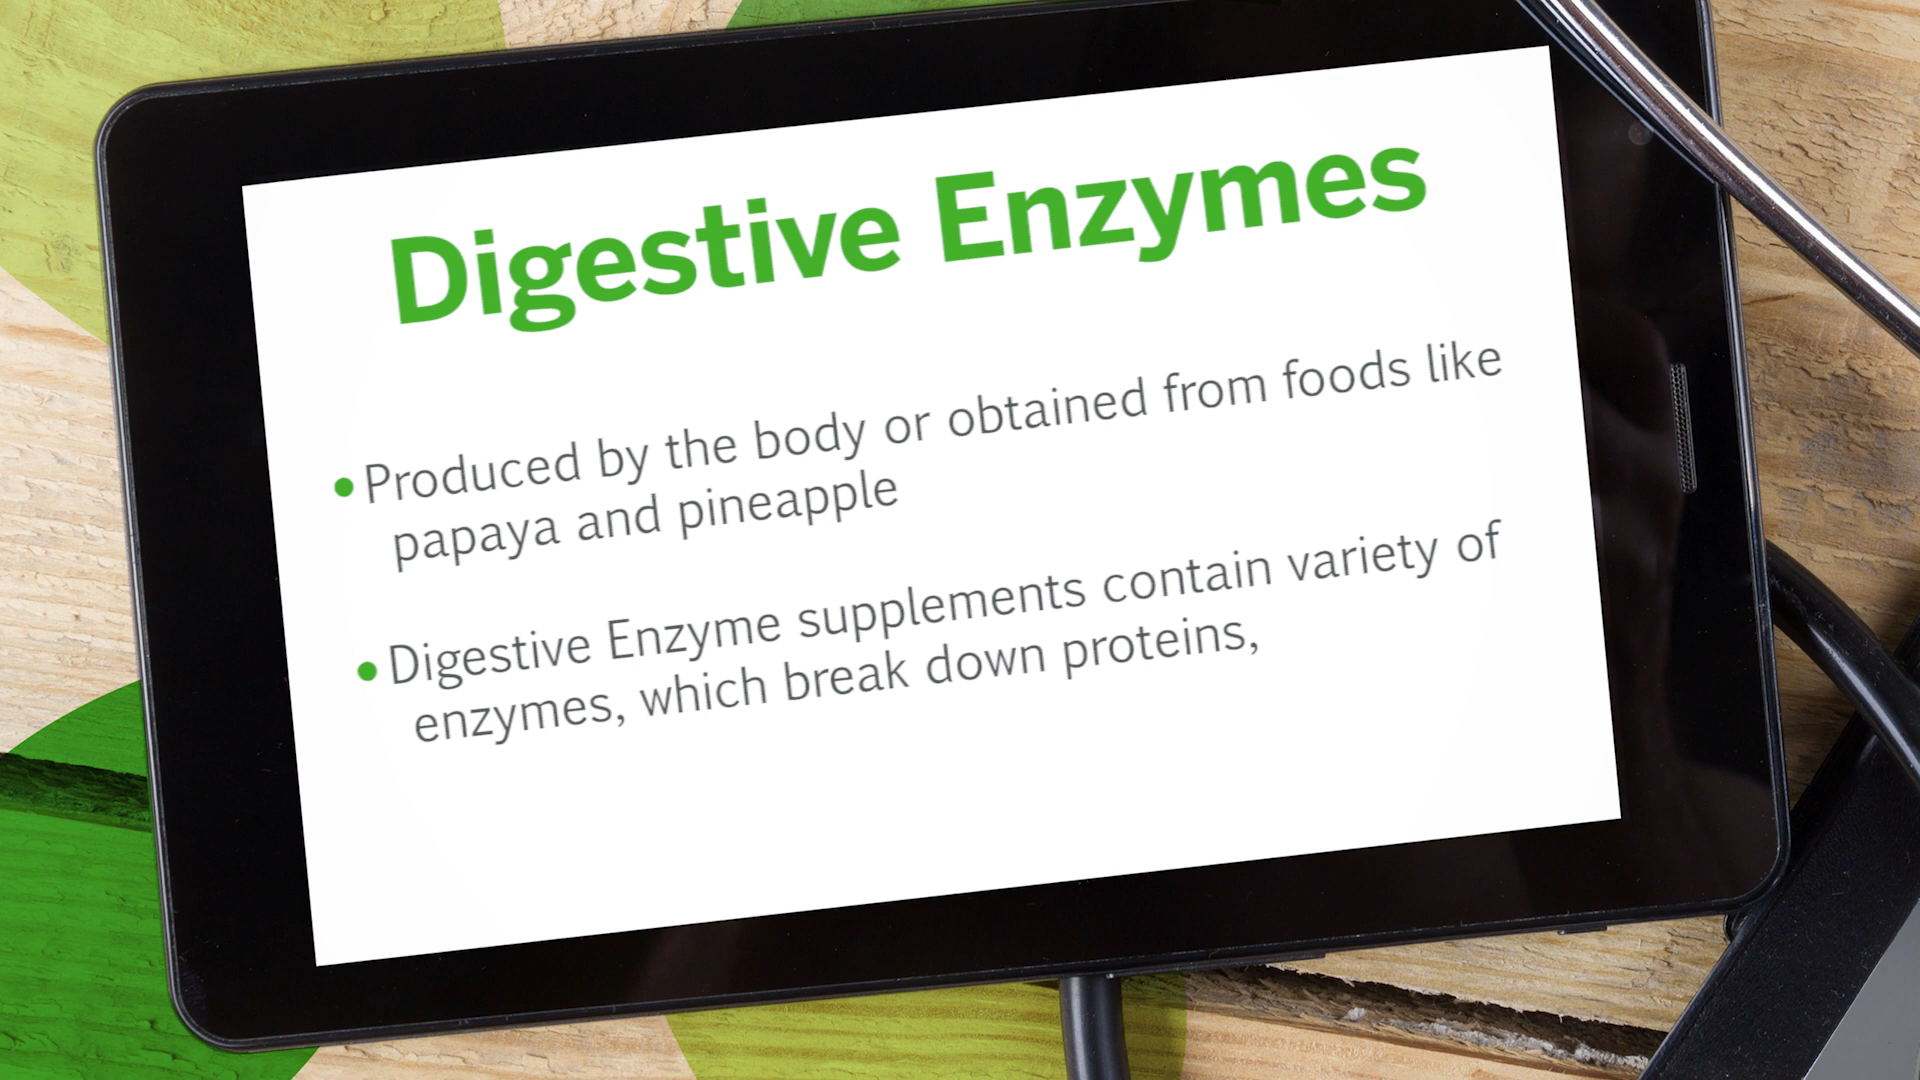 Digestive Enzymes
• Produced by the body or obtained from foods like
papaya and pineapple
• Digestive Enzyme supplements contain variety of
enzymes, which break down proteins,